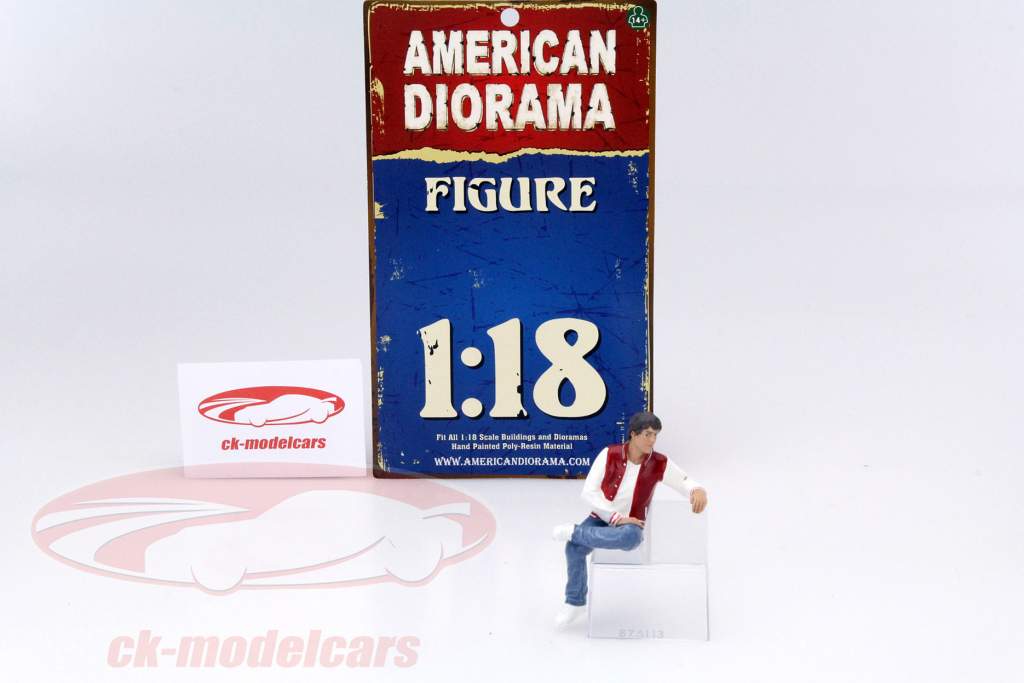 14+
AMERICAN
DIORAMA
FIGURE
1:18
Fit All 1:18 Scale Buildings and Dioramas
Hand Painted Poly-Resin Material
WWW.AMERICANDIORAMA.COM
ck-modelcars
ck-modelcars